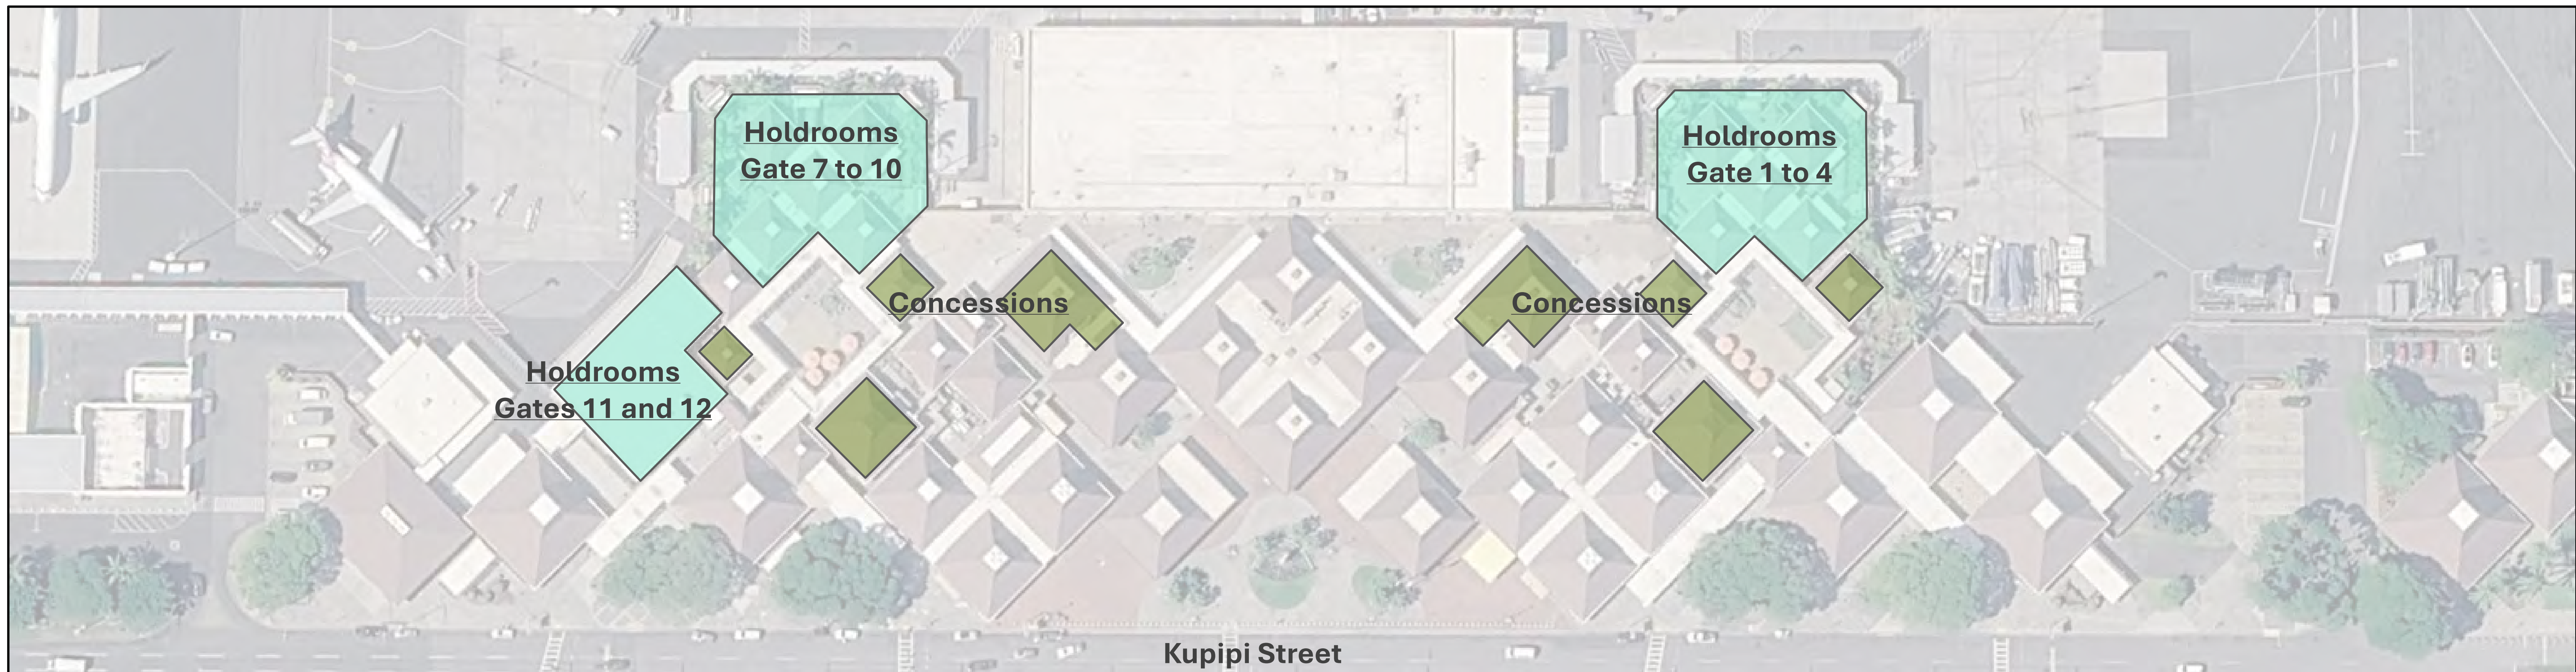 Holdrooms
Gate 7 to 10
Holdrooms
Gate 1 to 4
Concessions
Concessions
Holdrooms
Gates 11 and 12
Kupipi Street